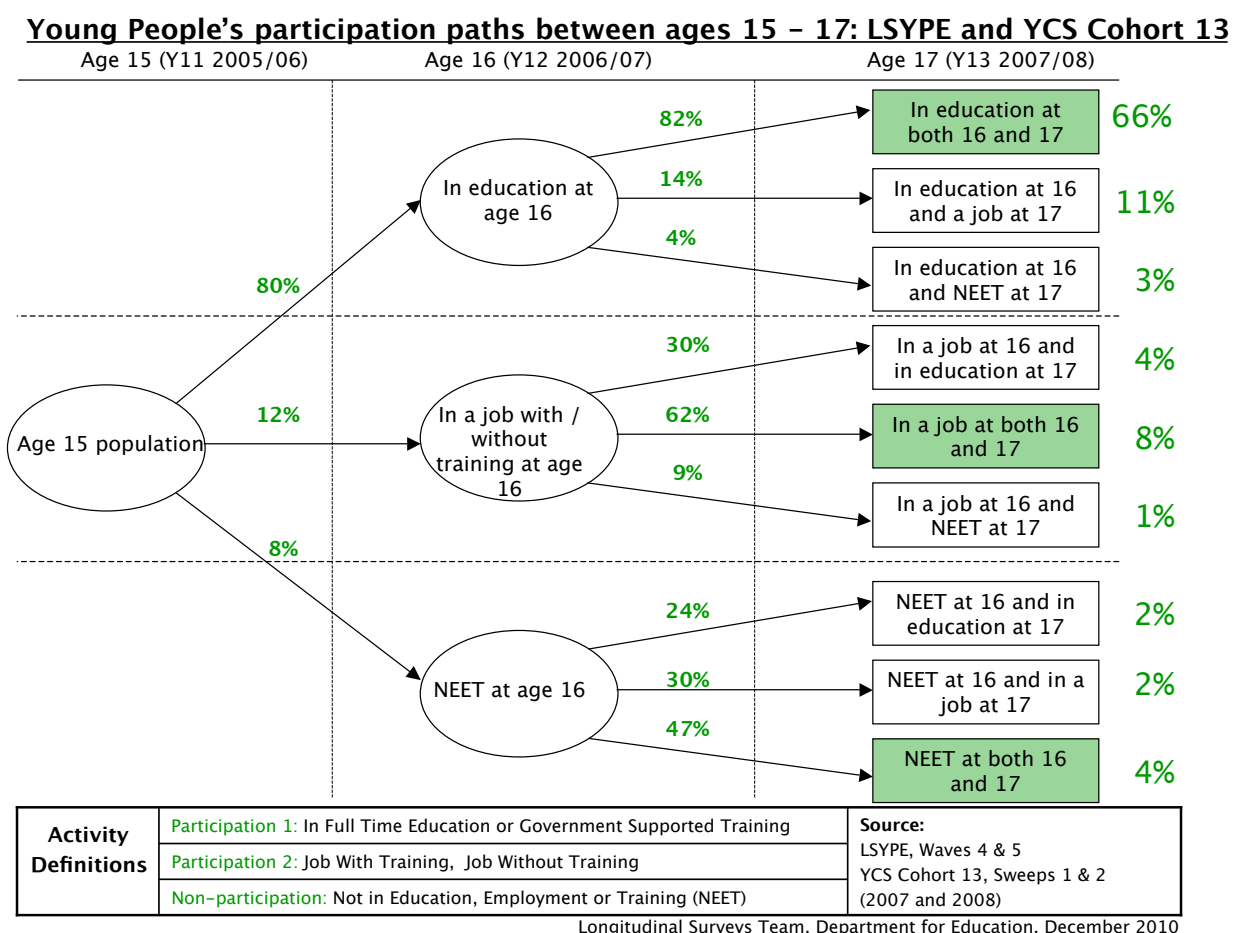 Young People's participation paths between ages 15 – 17: LSYPE and YCS Cohort 13
Age 15 (Y11 2005/06)
Age 16 (Y12 2006/07)
Age 17 (Y13 2007/08)
80%
12%
8%
Age 15 population
In education at
age 16
82%
14%
4%
In education at
both 16 and 17
66%
In education at 16
and a job at 17
11%
In education at 16
and NEET at 17
3%
In a job with /
without
training at age
16
30%
62%
9%
In a job at 16 and
in education at 17
4%
In a job at both 16
and 17
8%
In a job at 16 and
NEET at 17
1%
NEET at age 16
24%
30%
47%
NEET at 16 and in
education at 17
2%
NEET at 16 and in a
job at 17
2%
NEET at both 16
and 17
4%
Activity
Definitions
Participation 1: In Full Time Education or Government Supported Training
Participation 2: Job With Training, Job Without Training
Non-participation: Not in Education, Employment or Training (NEET)
Source:
LSYPE, Waves 4 & 5
YCS Cohort 13, Sweeps 1 & 2
(2007 and 2008)
Longitudinal Surveys Team, Department for Education, December 2010